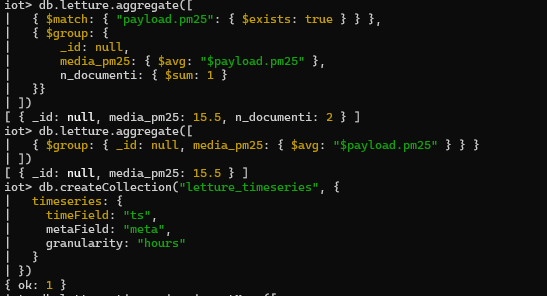 iot> db.letture.aggregate([
|   { $match: { "payload.pm25": { $exists: true } } },
|   { $group: {
|       _id: null,
|       media_pm25: { $avg: "$payload.pm25" },
|       n_documenti: { $sum: 1 }
|   }}
| ])
[ { _id: null, media_pm25: 15.5, n_documenti: 2 } ]
iot> db.letture.aggregate([
|   { $group: { _id: null, media_pm25: { $avg: "$payload.pm25" } } }
| ])
[ { _id: null, media_pm25: 15.5 } ]
iot> db.createCollection("letture_timeseries", {
|   timeseries: {
|     timeField: "ts",
|     metaField: "meta",
|     granularity: "hours"
|   }
| })
{ ok: 1 }